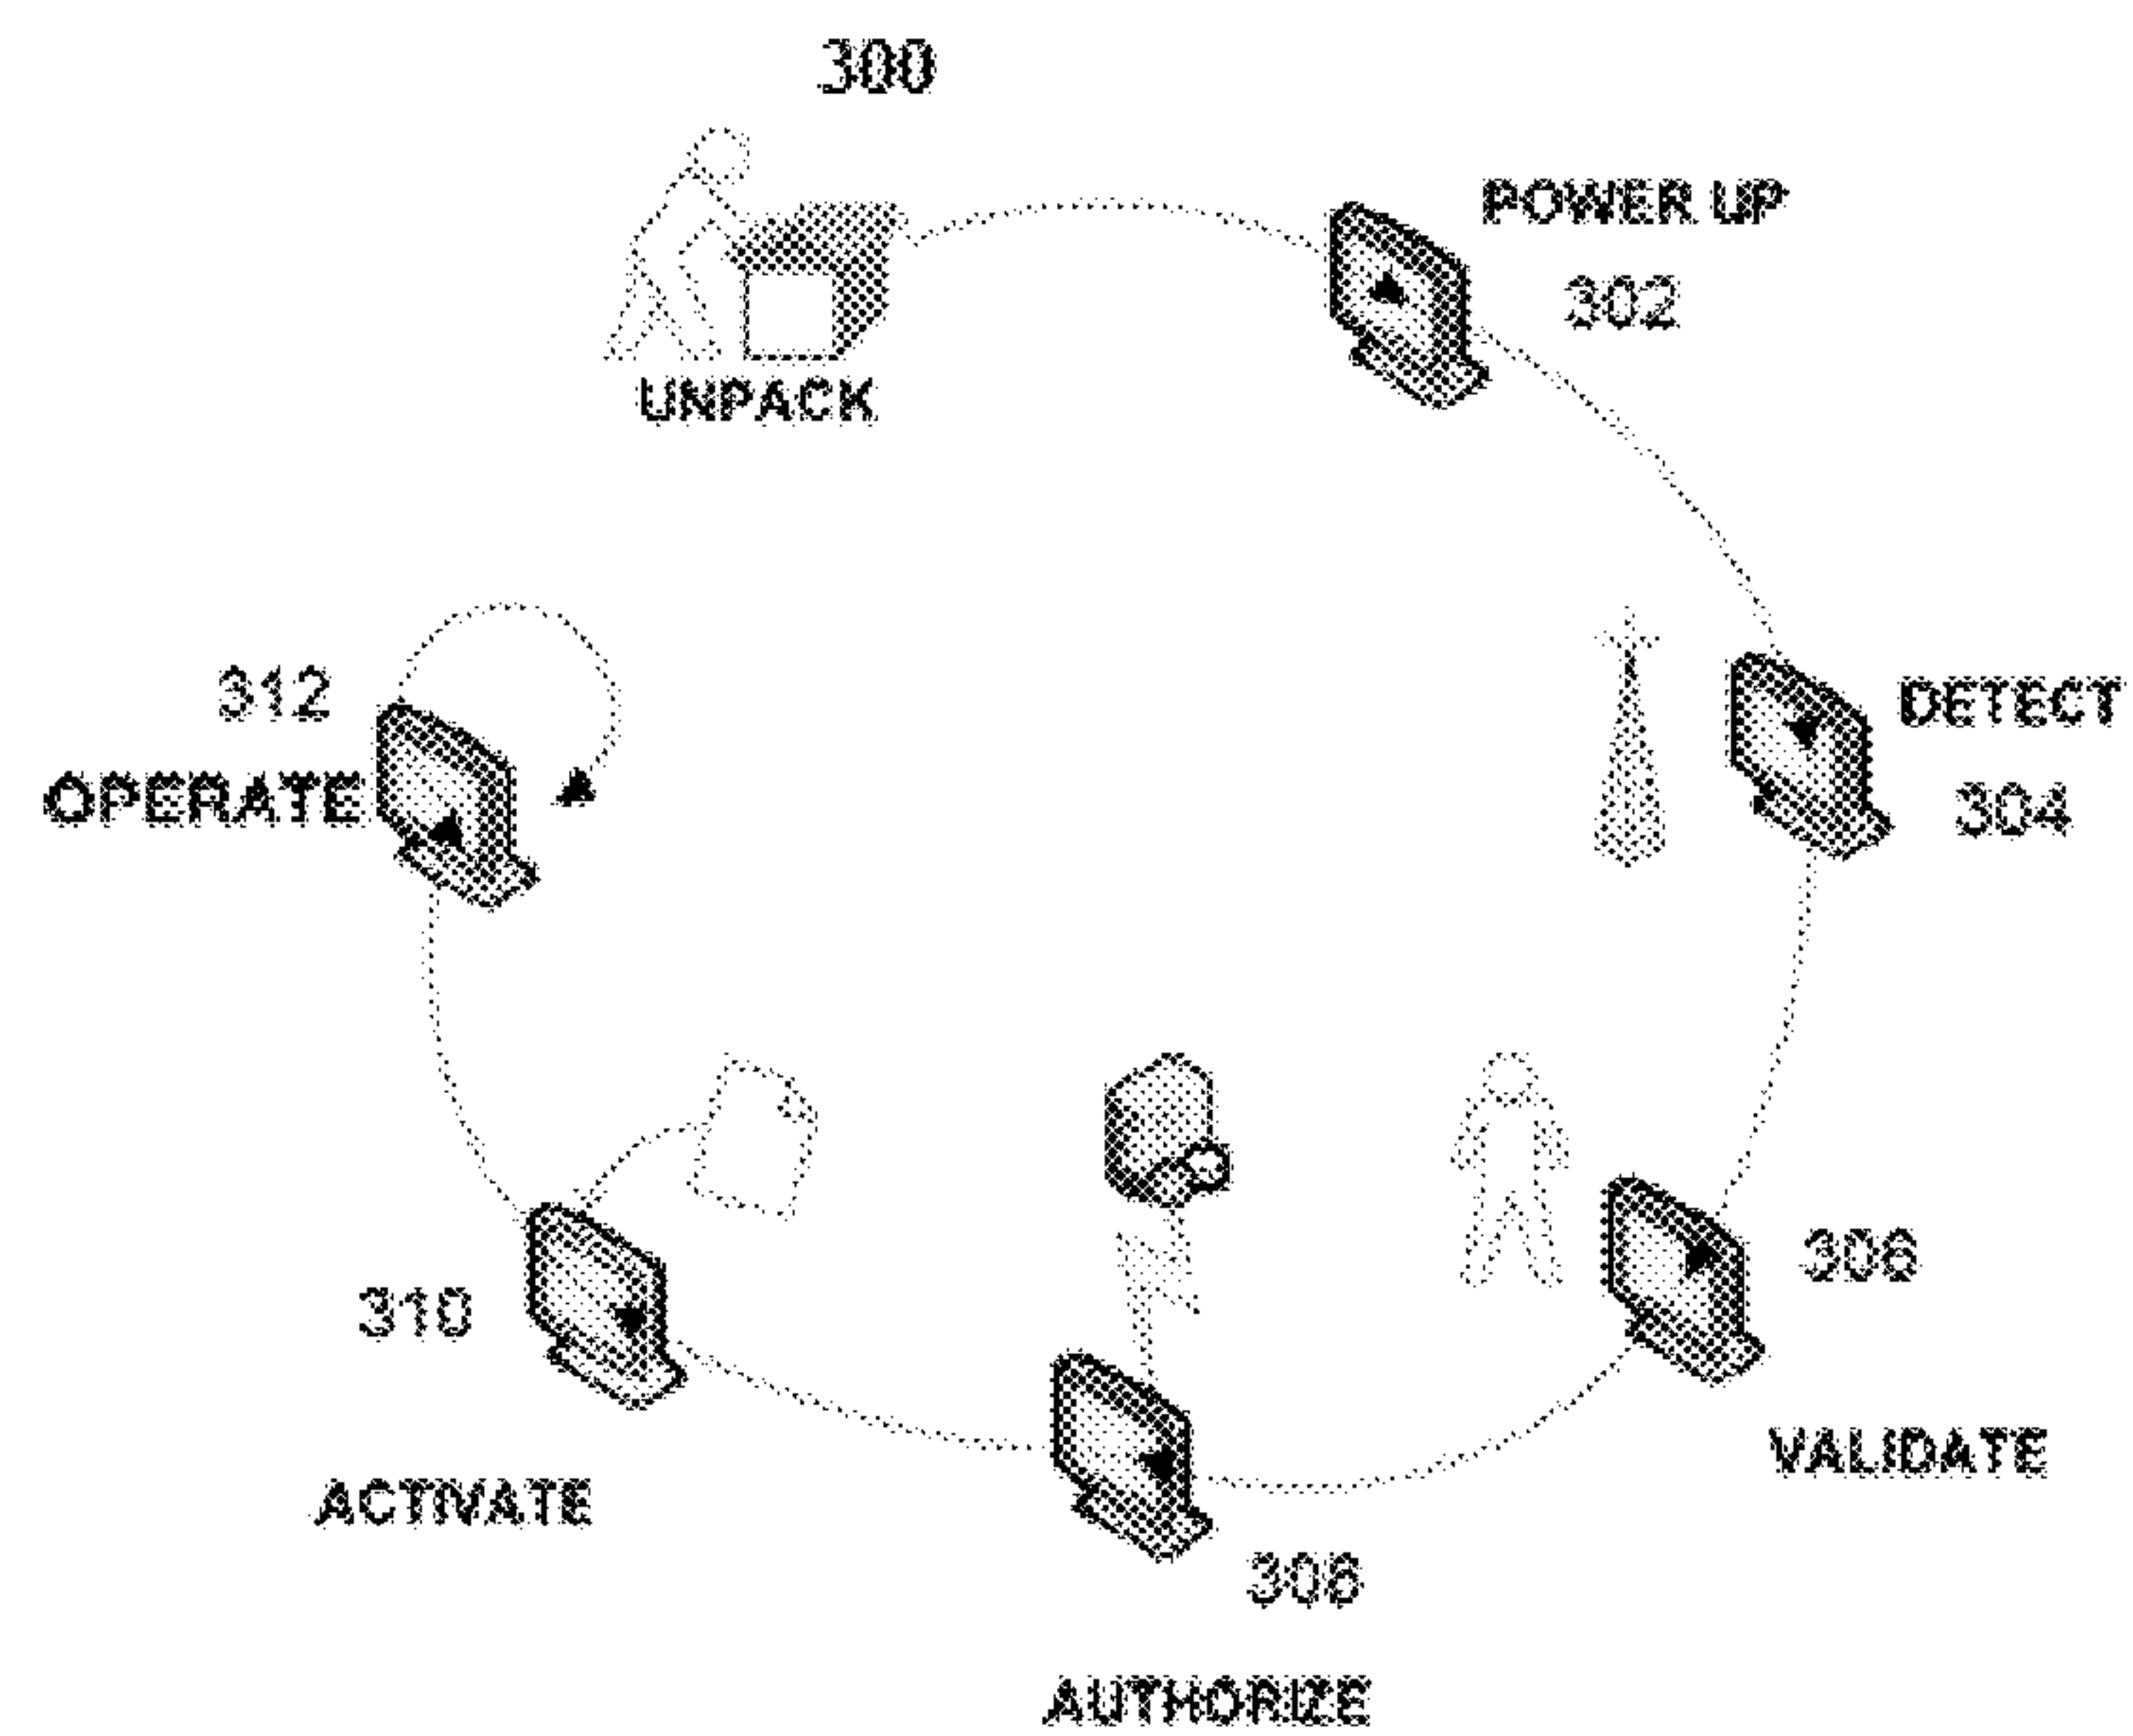 300
UNPACK
POWER UP
302
DETECT
304
306
VALIDATE
308
AUTHORIZE
310
ACTIVATE
312
OPERATE